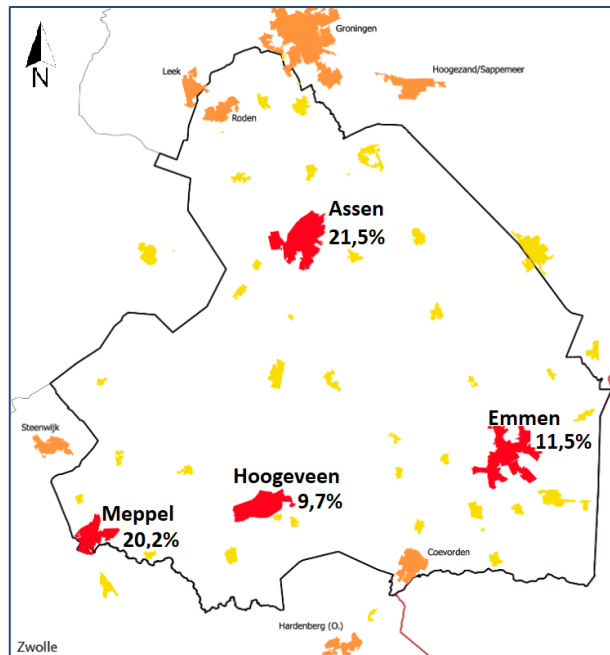 Groningen
N
Leek
Hoogezand/Sappemeer
Roden
Assen
21,5%
Steenwijk
Emmen
11,5%
Hoogeveen
9,7%
Meppel
20,2%
Coevorden
Hardenberg (O.)
Zwolle